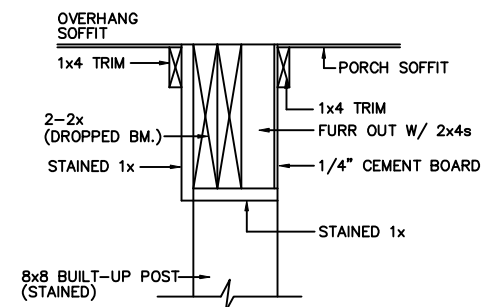 OVERHANG
SOFFIT
1x4 TRIM
PORCH SOFFIT
1x4 TRIM
2-2x
(DROPPED BM.)
FURR OUT W/ 2x4s
STAINED 1x
1/4" CEMENT BOARD
STAINED 1x
8x8 BUILT-UP POST
(STAINED)